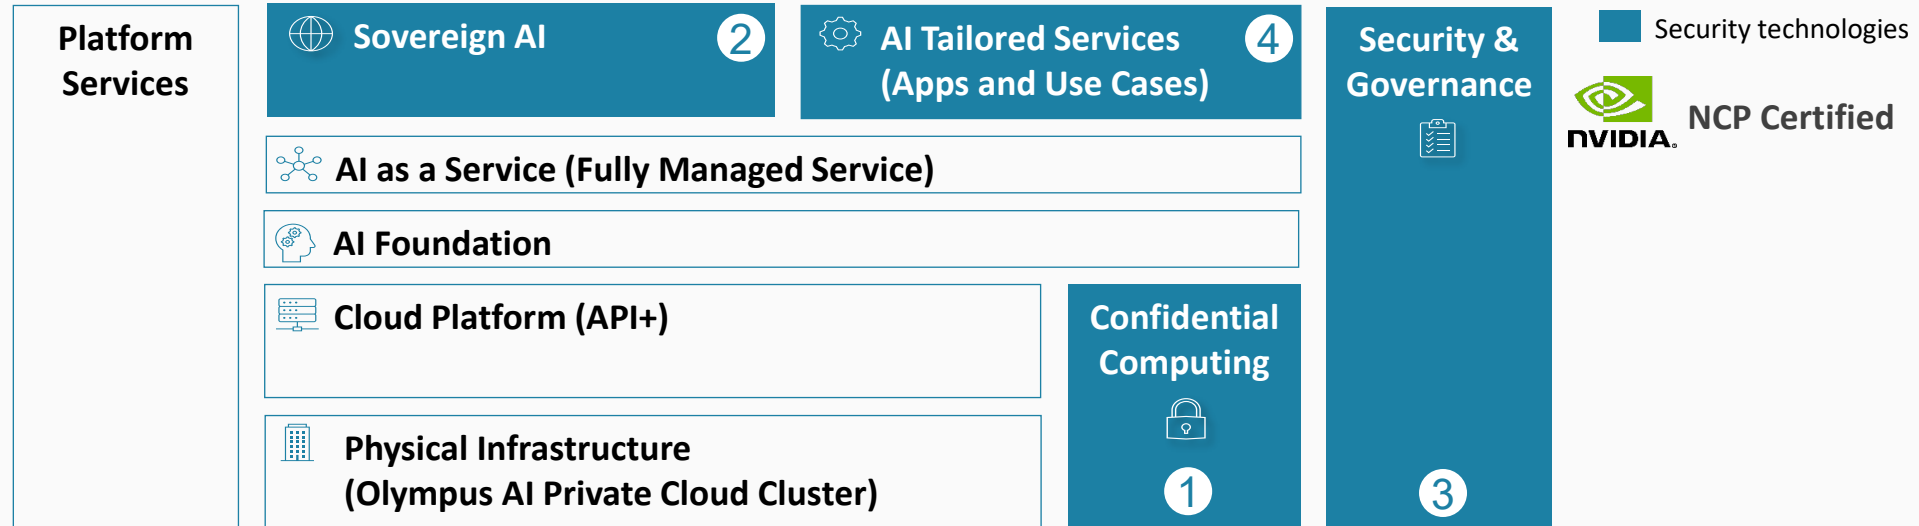 Platform
Services
Sovereign AI
2
AI Tailored Services
(Apps and Use Cases)
4
AI as a Service (Fully Managed Service)
AI Foundation
Cloud Platform (API+)
Physical Infrastructure
(Olympus AI Private Cloud Cluster)
Confidential
Computing
1
Security &
Governance
3
Security technologies
NVIDIA.
NCP Certified